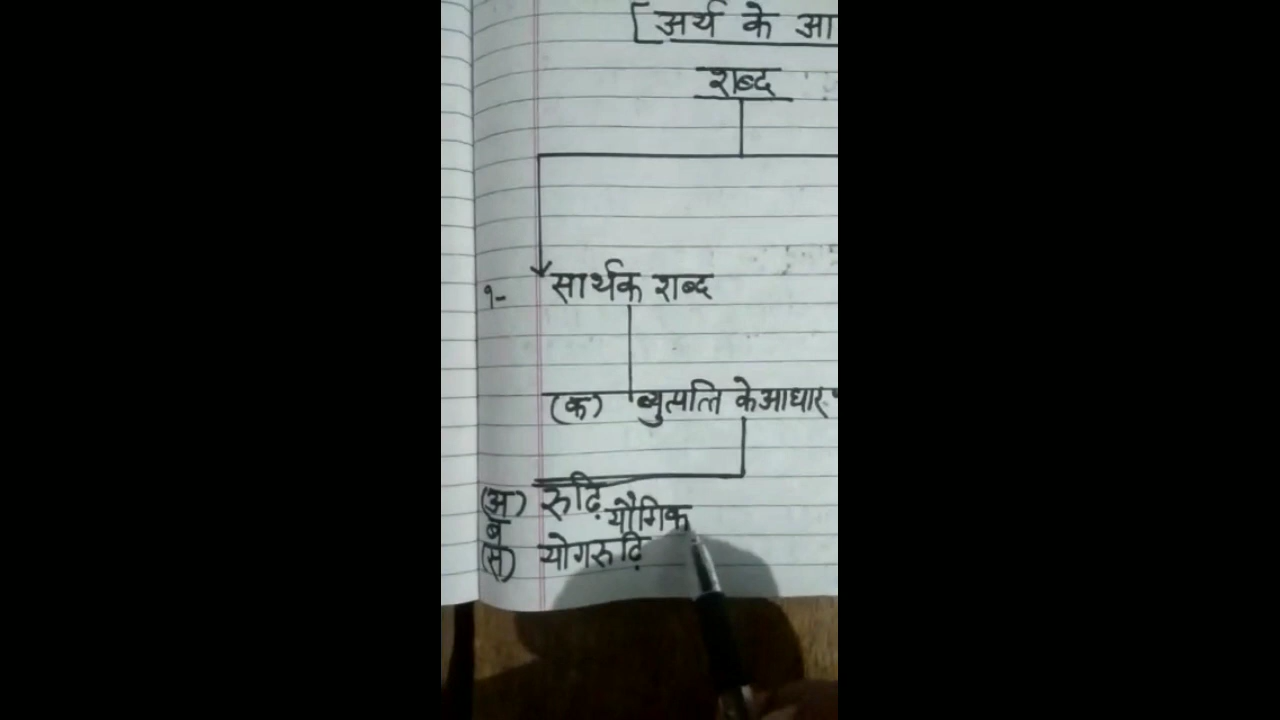 [अर्थ के आ
शब्द
१- सार्थक शब्द
(क) व्युत्पत्ति के आधार
(अ) रुढ़ि
ब यौगिक
(स) योगरुढ़ि